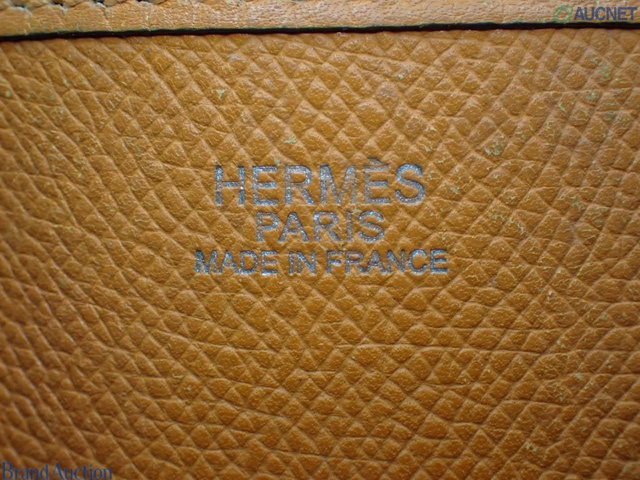 AUCNET
HERMÈS
PARIS
MADE IN FRANCE
Brand Auction